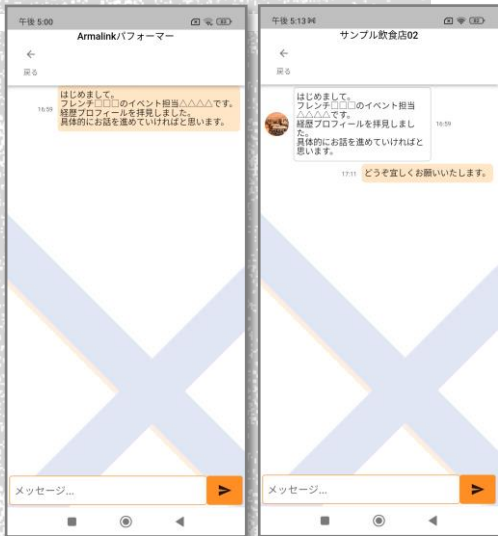 午後 5:00
Armalinkパフォーマー
戻る
はじめまして。
フレンチ□□□のイベント担当△△△△です。
経歴プロフィールを拝見しました。
具体的にお話を進めていければと思います。
16:59
メッセージ...
午後 5:13
サンプル飲食店02
戻る
はじめまして。
フレンチ□□□のイベント担当
△△△△です。
経歴プロフィールを拝見しまし
た。
具体的にお話を進めていければと
思います。
16:59
17:11
どうぞ宜しくお願いいたします。
メッセージ...